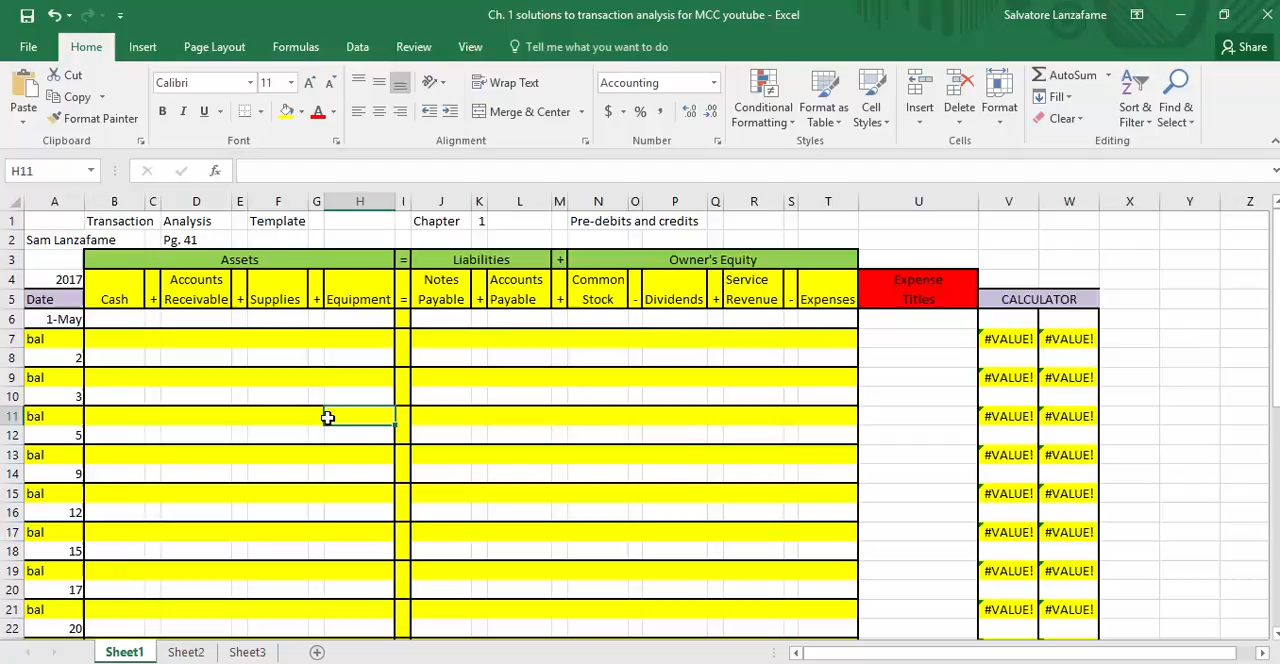 Ch. 1 solutions to transaction analysis for MCC youtube - Excel
Salvatore Lanzafame
File Home Insert Page Layout Formulas Data Review View Tell me what you want to do Share
Cut
Copy
Format Painter
Paste
Clipboard
Calibri 11
B I U
Font
Wrap Text
Merge & Center
Alignment
Accounting
$ % ,
Number
Conditional Formatting
Format as Table
Cell Styles
Styles
Insert Delete Format
Cells
AutoSum
Fill
Clear
Sort & Filter
Find & Select
Editing
H11 fx
A B C D E F G H I J K L M N O P Q R S T U V W X Y Z
1 Transaction Analysis Template Chapter 1 Pre-debits and credits
2 Sam Lanzafame Pg. 41
3 Assets = Liabilities + Owner's Equity
4 2017 Accounts Notes Accounts Common Service Expense
5 Date Cash + Receivable + Supplies + Equipment = Payable + Payable + Stock - Dividends + Revenue - Expenses Titles CALCULATOR
6 1-May
7 bal #VALUE! #VALUE!
8 2
9 bal #VALUE! #VALUE!
10 3
11 bal #VALUE! #VALUE!
12 5
13 bal #VALUE! #VALUE!
14 9
15 bal #VALUE! #VALUE!
16 12
17 bal #VALUE! #VALUE!
18 15
19 bal #VALUE! #VALUE!
20 17
21 bal #VALUE! #VALUE!
22 20
Sheet1 Sheet2 Sheet3